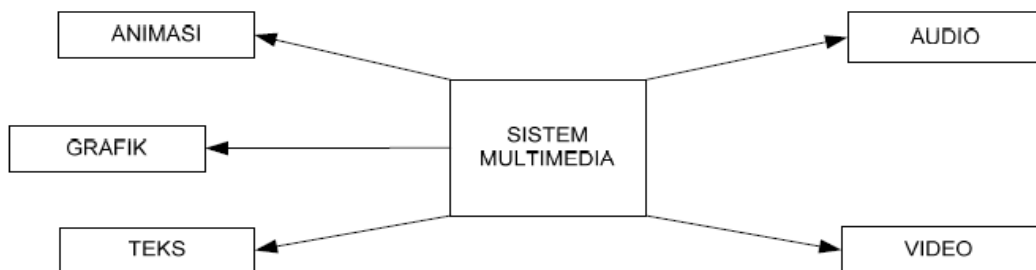 ANIMASI
AUDIO
GRAFIK
SISTEM
MULTIMEDIA
TEKS
VIDEO